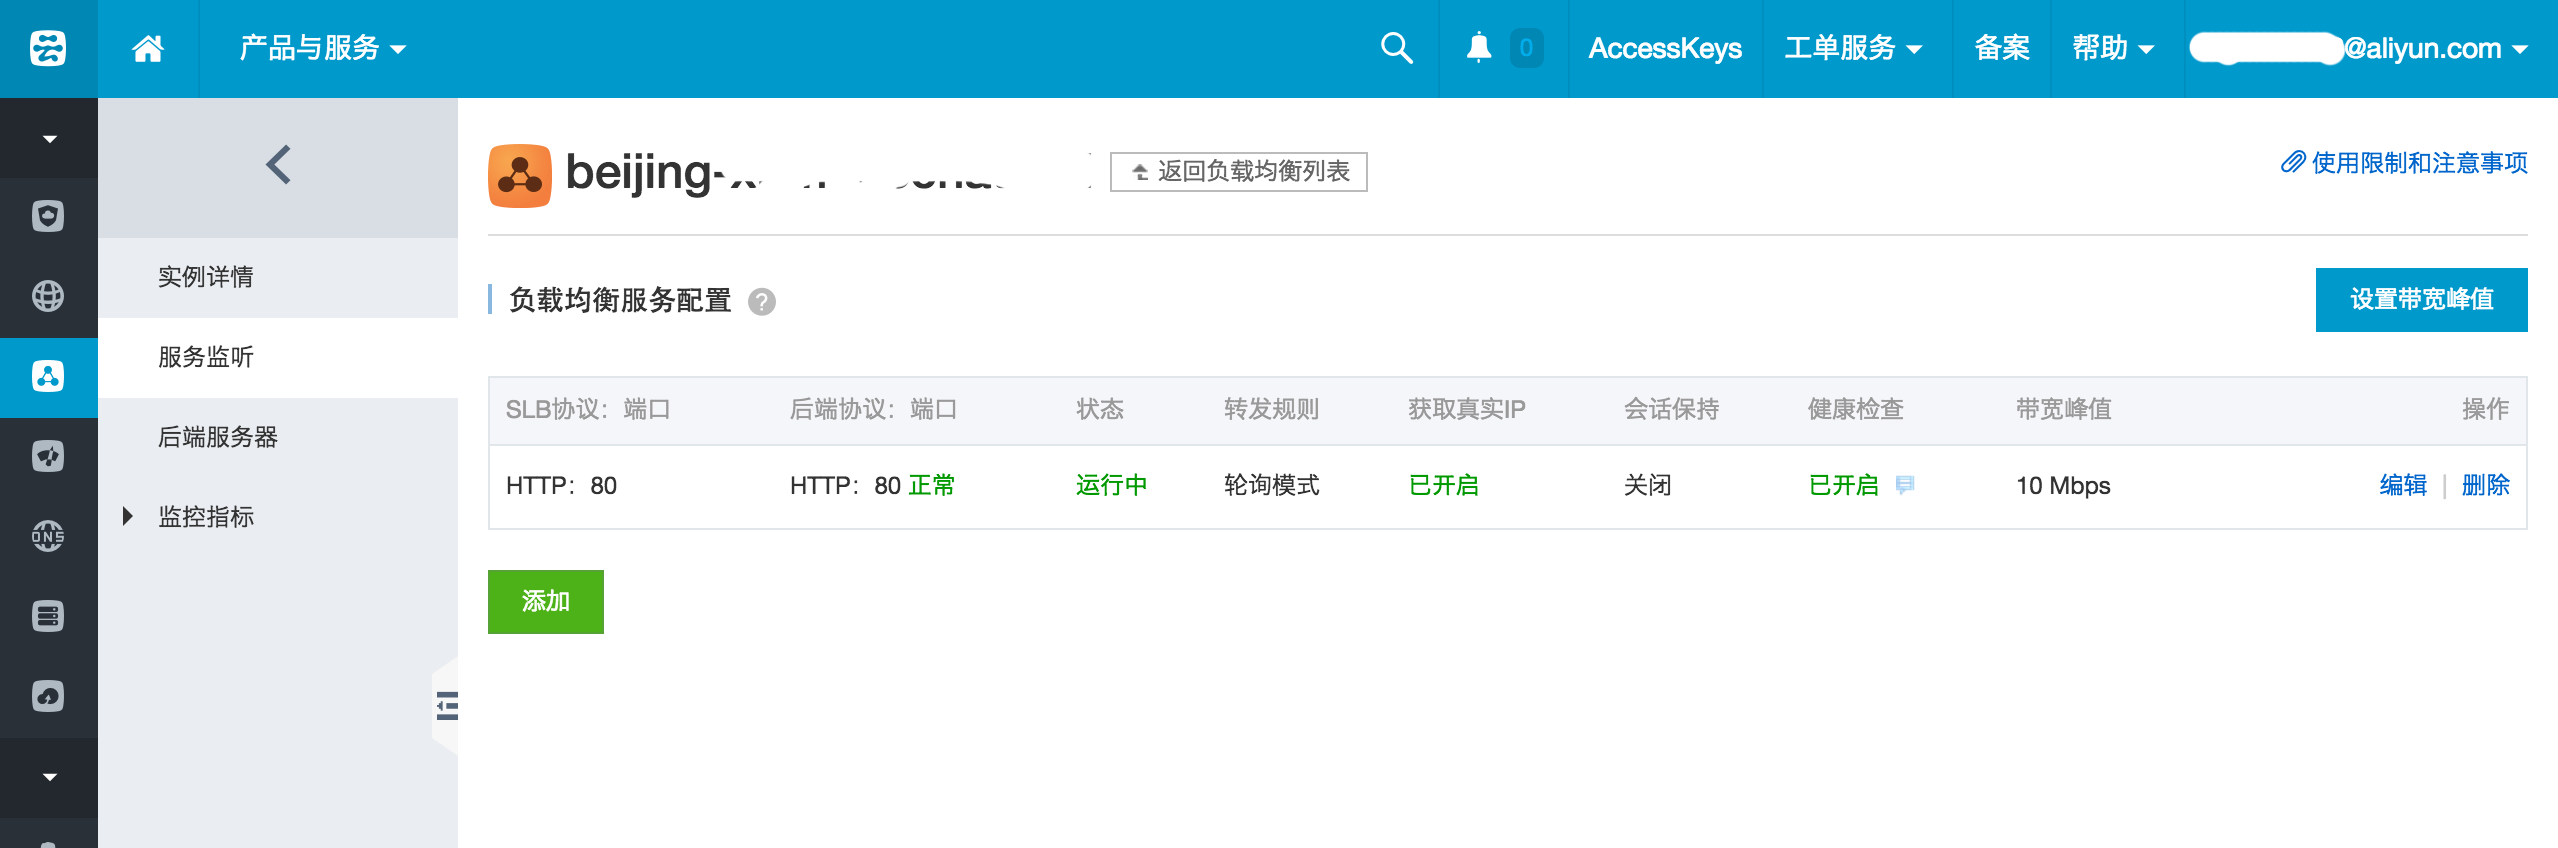 产品与服务
0
AccessKeys
工单服务
备案
帮助
@aliyun.com
beijing-
返回负载均衡列表
使用限制和注意事项
实例详情
服务监听
后端服务器
监控指标
ONS
负载均衡服务配置 ?
设置带宽峰值
SLB协议：端口 后端协议：端口 状态 转发规则 获取真实IP 会话保持 健康检查 带宽峰值 操作
HTTP：80 HTTP：80 正常 运行中 轮询模式 已开启 关闭 已开启 10 Mbps 编辑 | 删除
添加